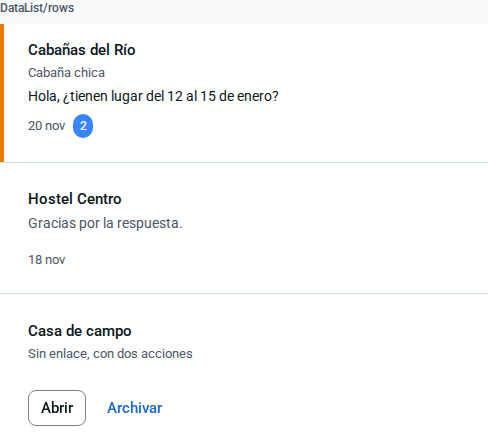 DataList/rows
Cabañas del Río
Cabaña chica
Hola, ¿tienen lugar del 12 al 15 de enero?
20 nov 2
Hostel Centro
Gracias por la respuesta.
18 nov
Casa de campo
Sin enlace, con dos acciones
Abrir Archivar